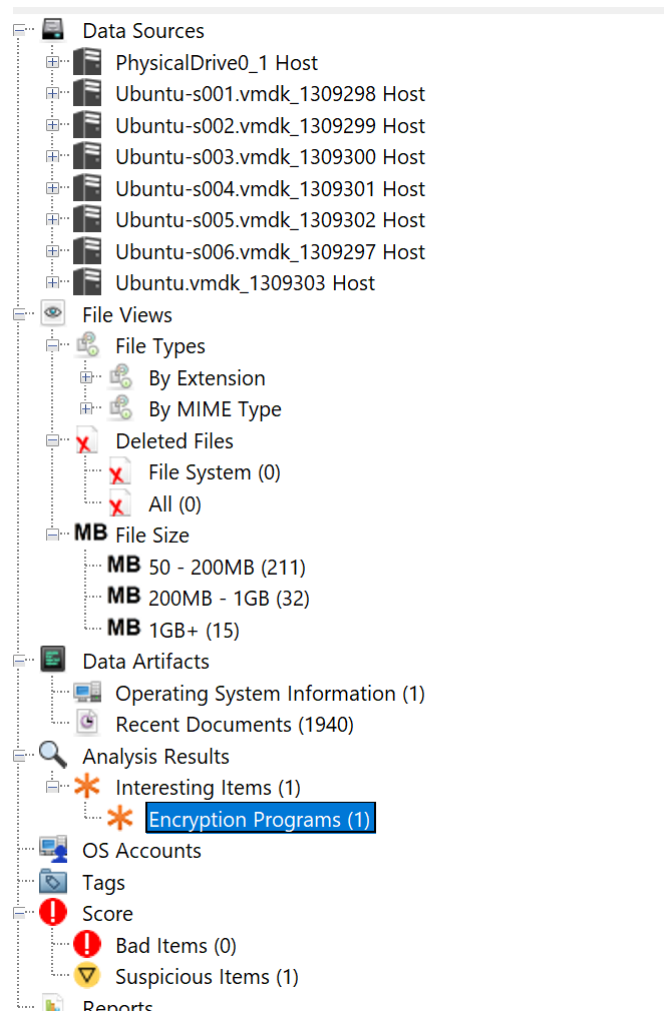 Data Sources
PhysicalDrive0_1 Host
Ubuntu-s001.vmdk_1309298 Host
Ubuntu-s002.vmdk_1309299 Host
Ubuntu-s003.vmdk_1309300 Host
Ubuntu-s004.vmdk_1309301 Host
Ubuntu-s005.vmdk_1309302 Host
Ubuntu-s006.vmdk_1309297 Host
Ubuntu.vmdk_1309303 Host
File Views
File Types
By Extension
By MIME Type
Deleted Files
File System (0)
All (0)
MB File Size
MB 50 - 200MB (211)
MB 200MB - 1GB (32)
MB 1GB+ (15)
Data Artifacts
Operating System Information (1)
Recent Documents (1940)
Analysis Results
Interesting Items (1)
Encryption Programs (1)
OS Accounts
Tags
Score
Bad Items (0)
Suspicious Items (1)
Reports